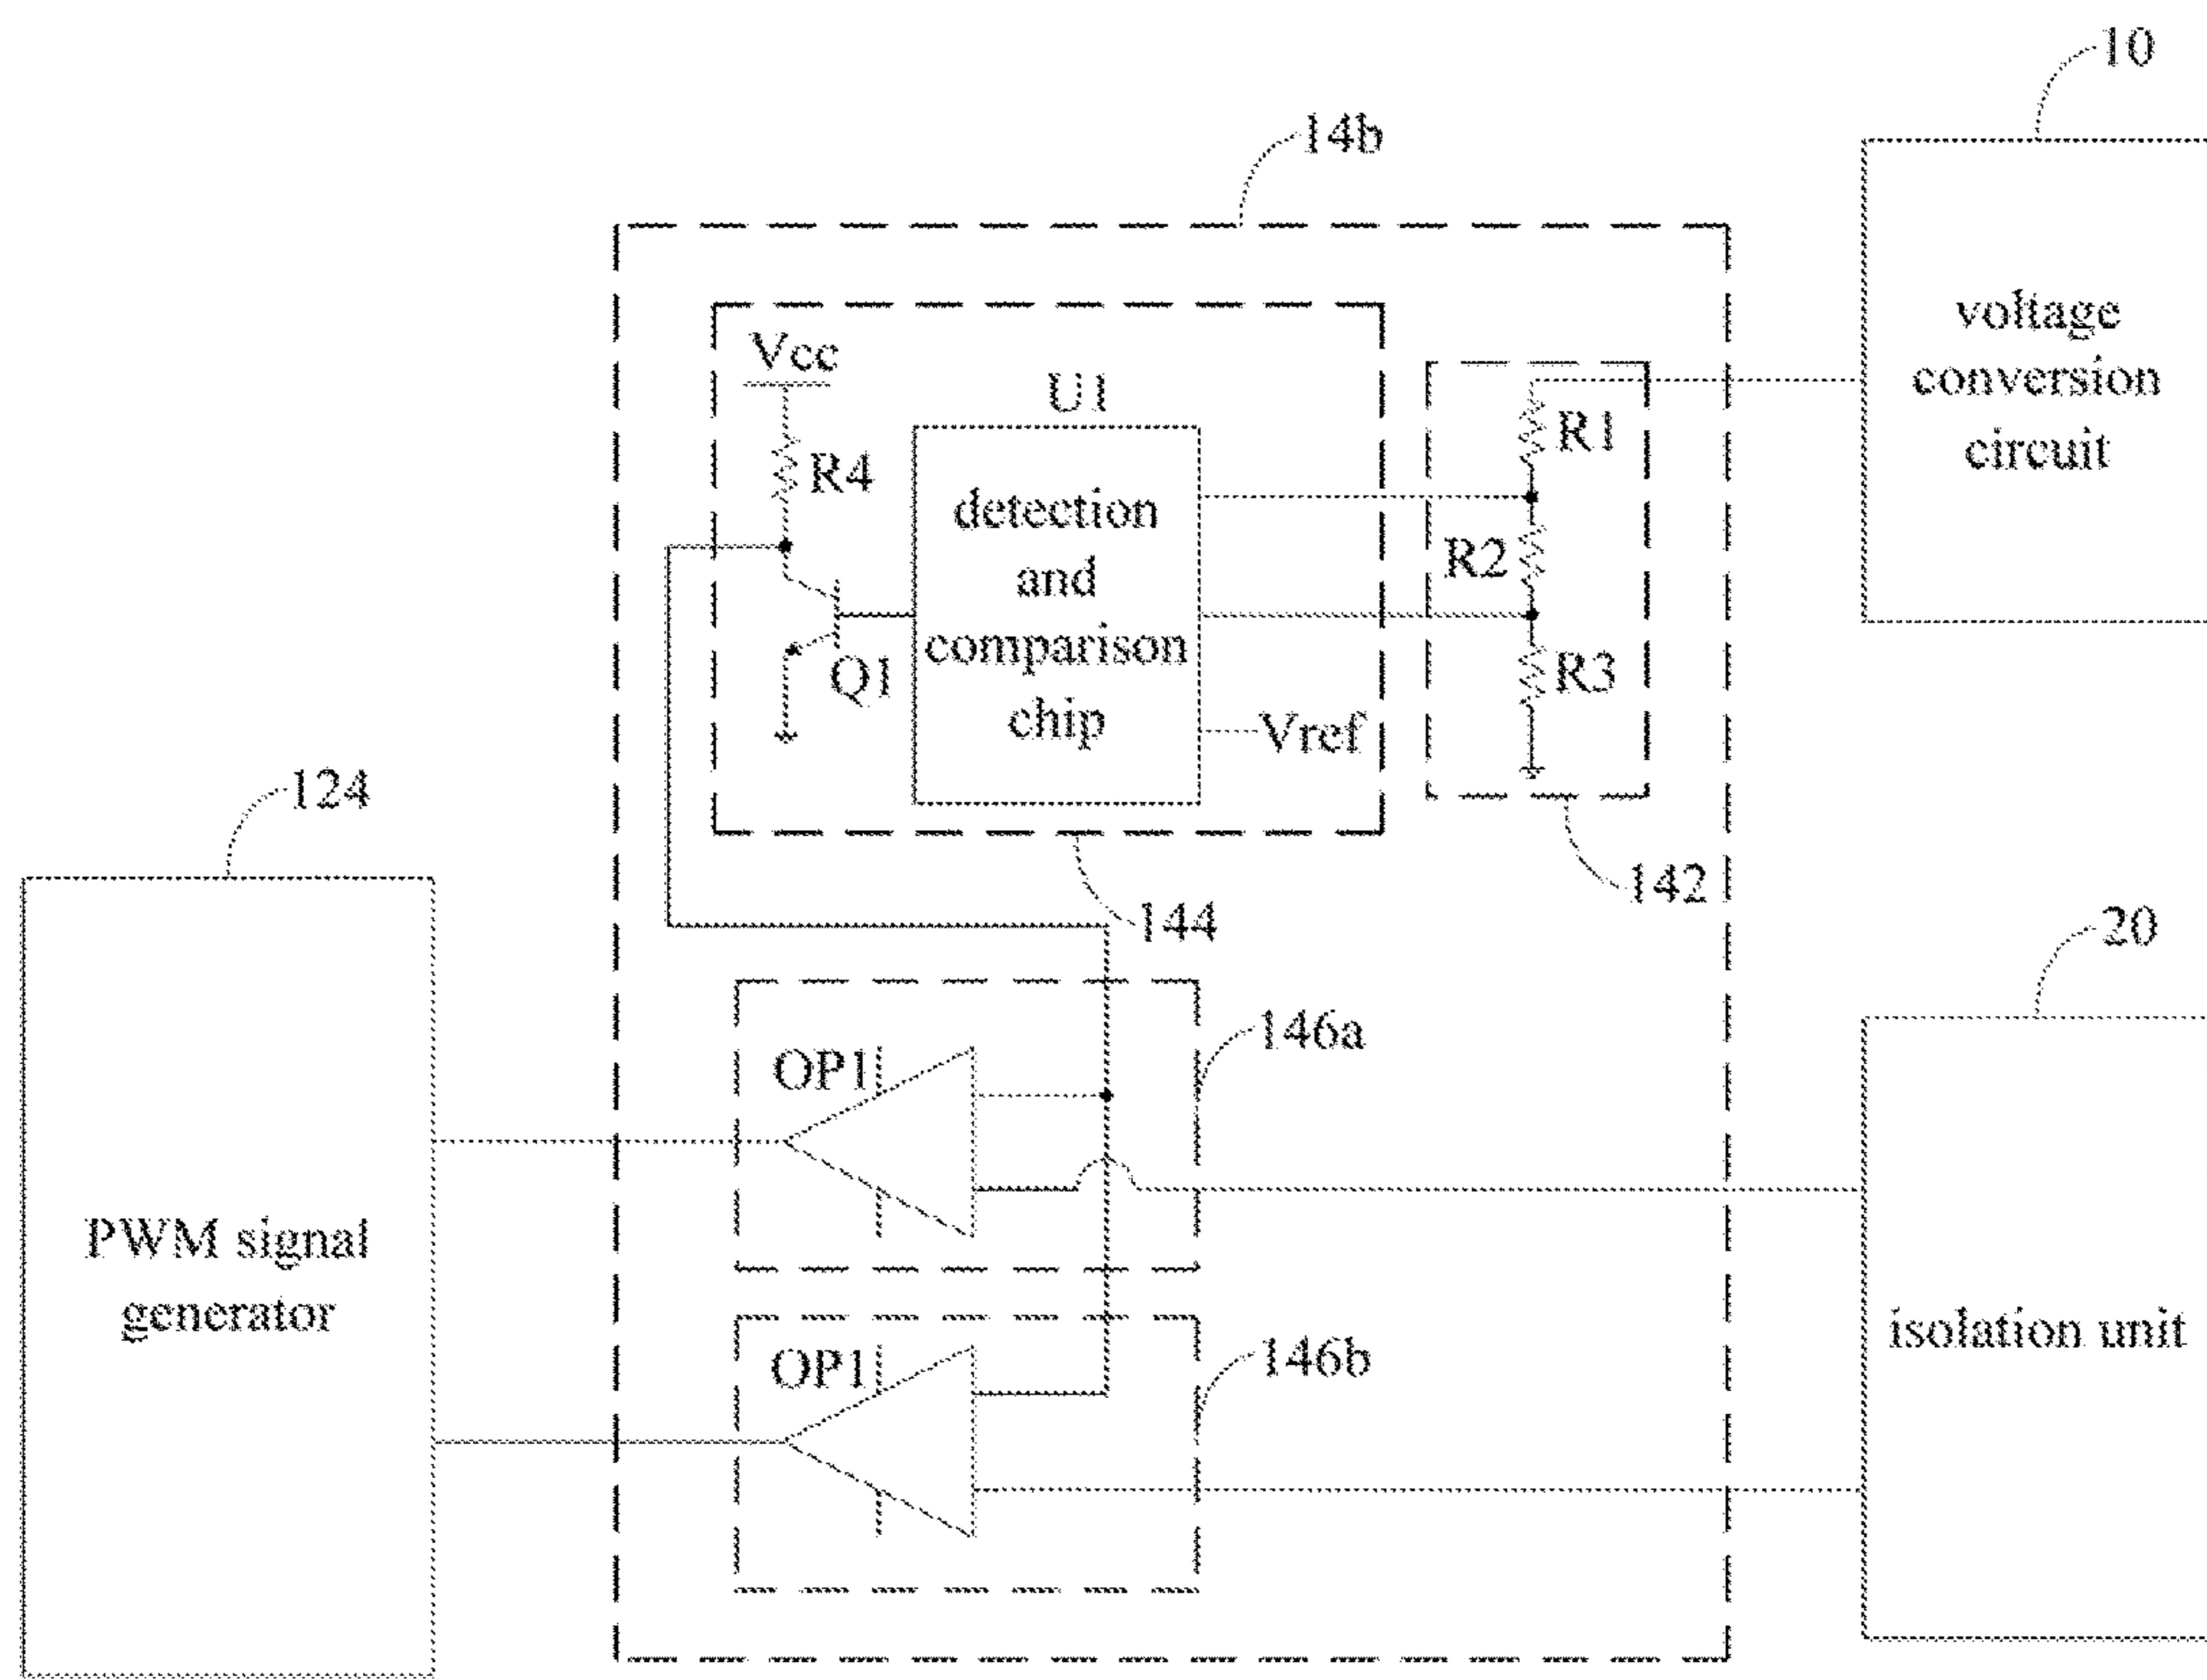 10
14b
voltage
conversion
circuit
Vcc
U1
R1
R4
detection
and
comparison
chip
R2
Q1
R3
Vref
124
142
144
20
146a
OP1
PWM signal
generator
isolation unit
146b
OP1